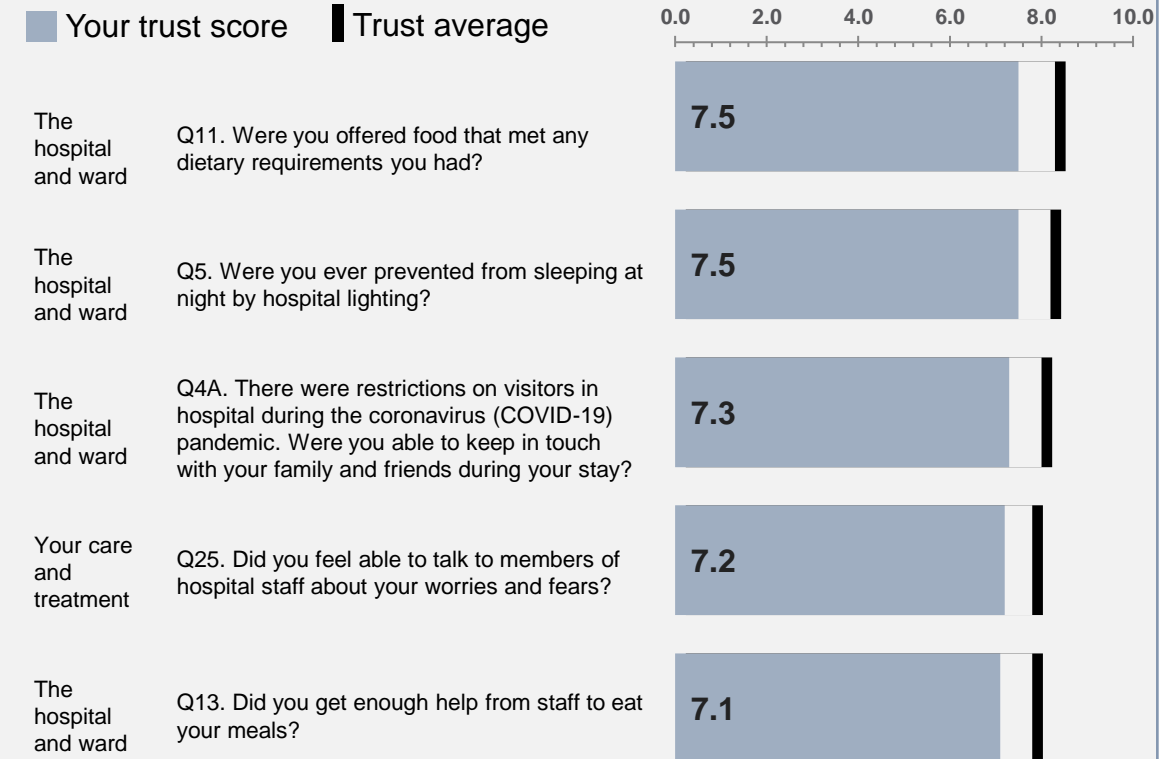 Your trust score Trust average
0.0 2.0 4.0 6.0 8.0 10.0
The
hospital
and ward
Q11. Were you offered food that met any
dietary requirements you had?
7.5
The
hospital
and ward
Q5. Were you ever prevented from sleeping at
night by hospital lighting?
7.5
The
hospital
and ward
Q4A. There were restrictions on visitors in
hospital during the coronavirus (COVID-19)
pandemic. Were you able to keep in touch
with your family and friends during your stay?
7.3
Your care
and
treatment
Q25. Did you feel able to talk to members of
hospital staff about your worries and fears?
7.2
The
hospital
and ward
Q13. Did you get enough help from staff to eat
your meals?
7.1